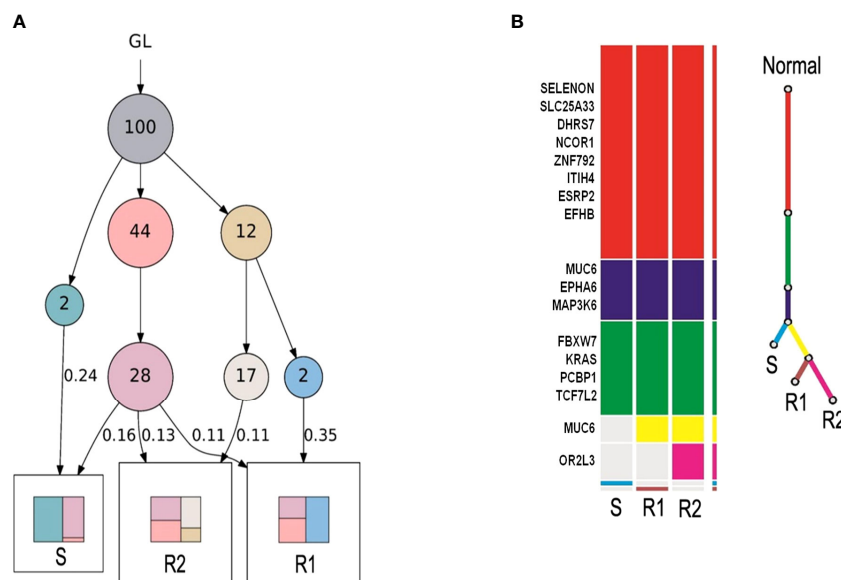 A
GL
100
44
12
2
28
17
2
0.24
0.16
0.13
0.11
0.11
0.35
S
R2
R1
B
SELENON
SLC25A33
DHRS7
NCOR1
ZNF792
ITIH4
ESRP2
EFHB
MUC6
EPHA6
MAP3K6
FBXW7
KRAS
PCBP1
TCF7L2
MUC6
OR2L3
S R1 R2
Normal
S
R1
R2